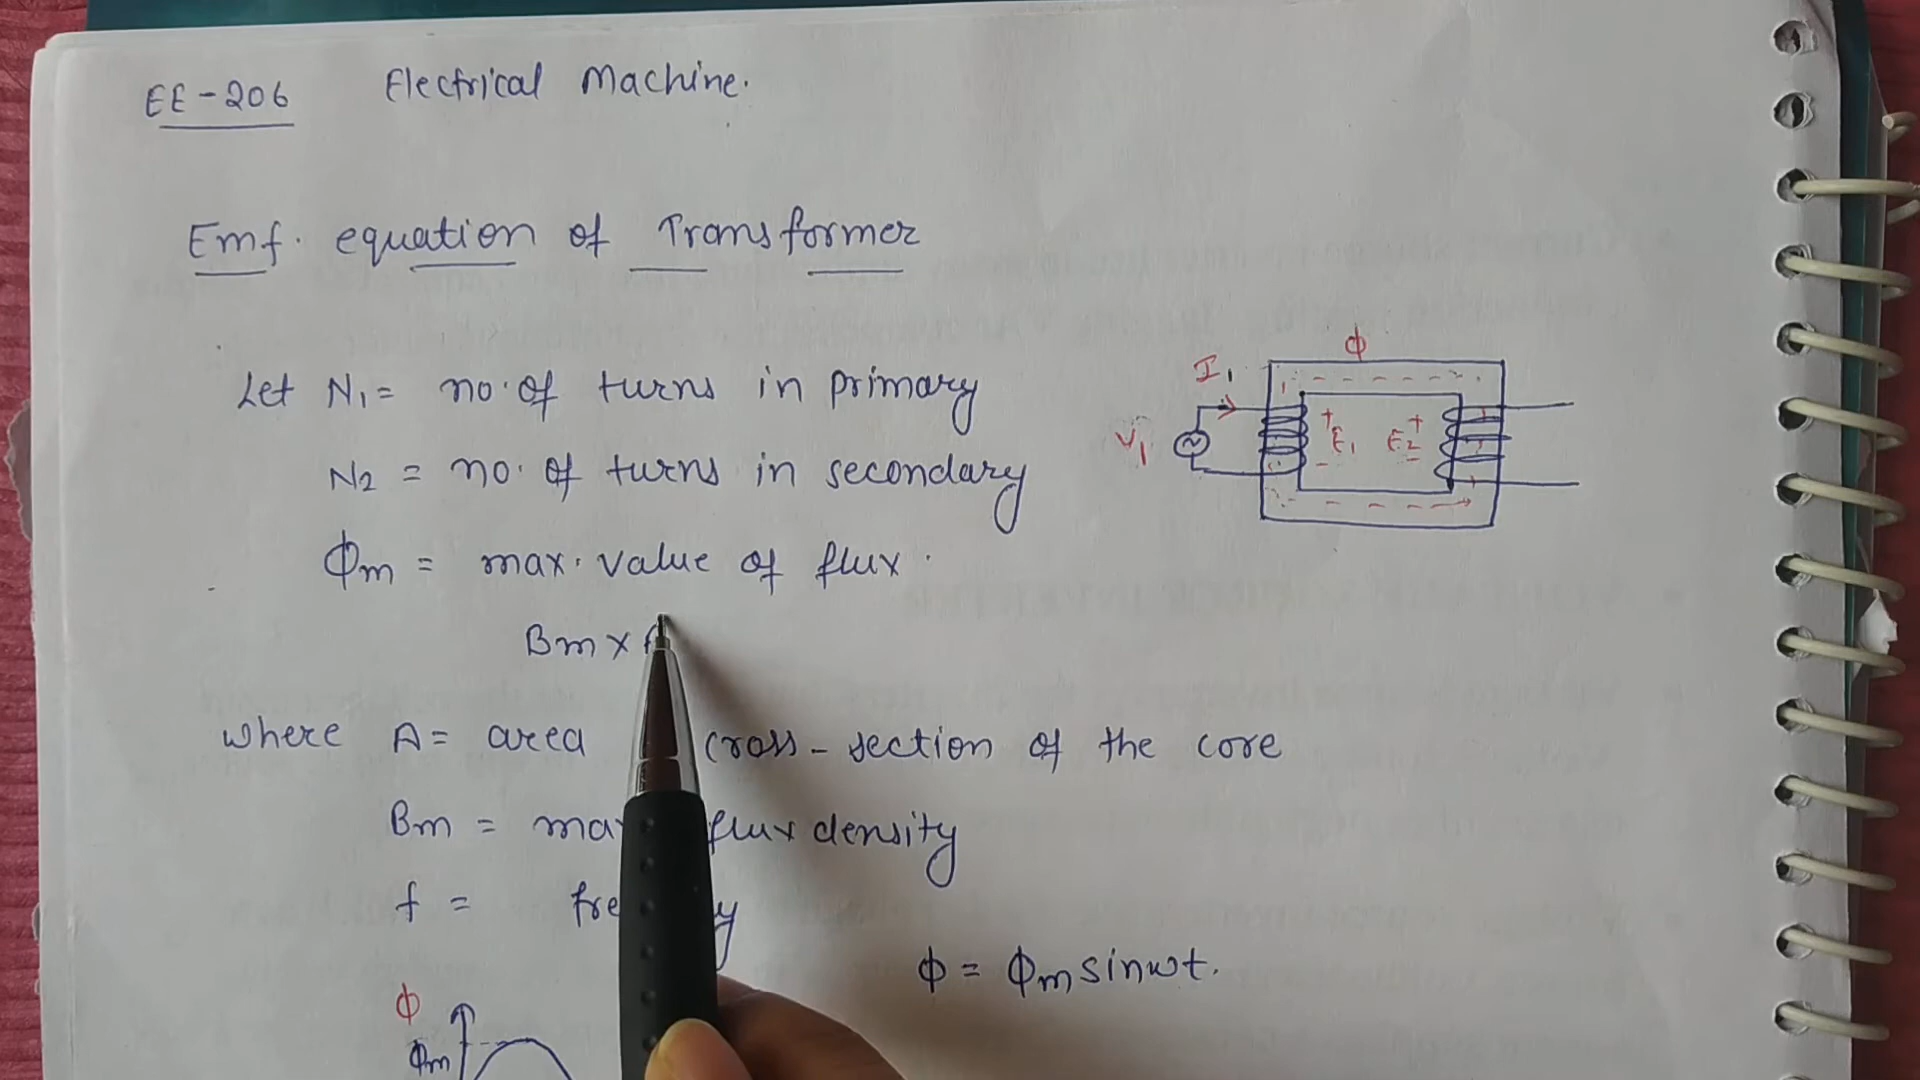 EE-206 Electrical Machine.
Emf. equation of Transformer
Let N1 = no. of turns in primary
N2 = no. of turns in secondary
ϕm = max. value of flux.
Bm x
where A = area cross-section of the core
Bm = flux density
f =
ϕ = ϕm sinωt.
ϕ
ϕm
ϕ
I1
V1
+ E1 -
E2 + -